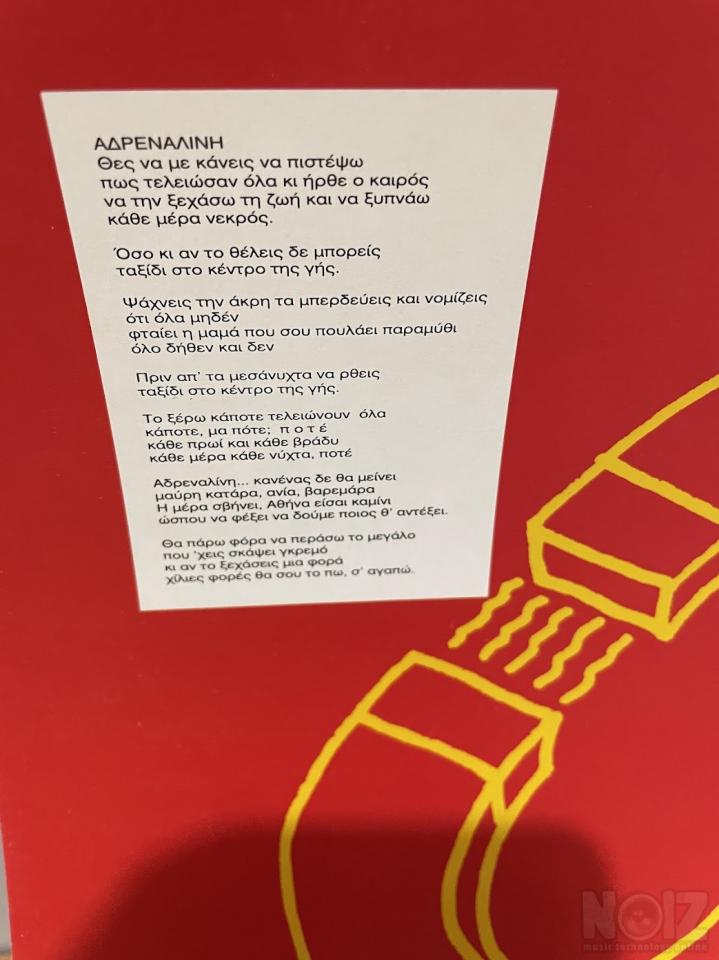 ΑΔΡΕΝΑΛΙΝΗ
Θες να με κάνεις να πιστέψω
πως τελειώσαν όλα κι ήρθε ο καιρός
να την ξεχάσω τη ζωή και να ξυπνάω
κάθε μέρα νεκρός.
Όσο κι αν το θέλεις δε μπορείς
ταξίδι στο κέντρο της γής.
Ψάχνεις την άκρη τα μπερδεύεις και νομίζεις
ότι όλα μηδέν
φταίει η μαμά που σου πουλάει παραμύθι
όλο δήθεν και δεν
Πριν απ' τα μεσάνυχτα να ρθεις
ταξίδι στο κέντρο της γής.
Το ξέρω κάποτε τελειώνουν όλα
κάποτε, μα πότε; π ο τ έ
κάθε πρωί και κάθε βράδυ
κάθε μέρα κάθε νύχτα, ποτέ
Αδρεναλίνη... κανένας δε θα μείνει
μαύρη κατάρα, ανία, βαρεμάρα
Η μέρα σβήνει, Αθήνα είσαι καμίνι
ώσπου να φέξει να δούμε ποιος θ' αντέξει.
Θα πάρω φόρα να περάσω το μεγάλο
που 'χεις σκάψει γκρεμό
κι αν το ξεχάσεις μια φορά
χίλιες φορές θα σου το πω, σ' αγαπώ.
NOIZ
music technology online